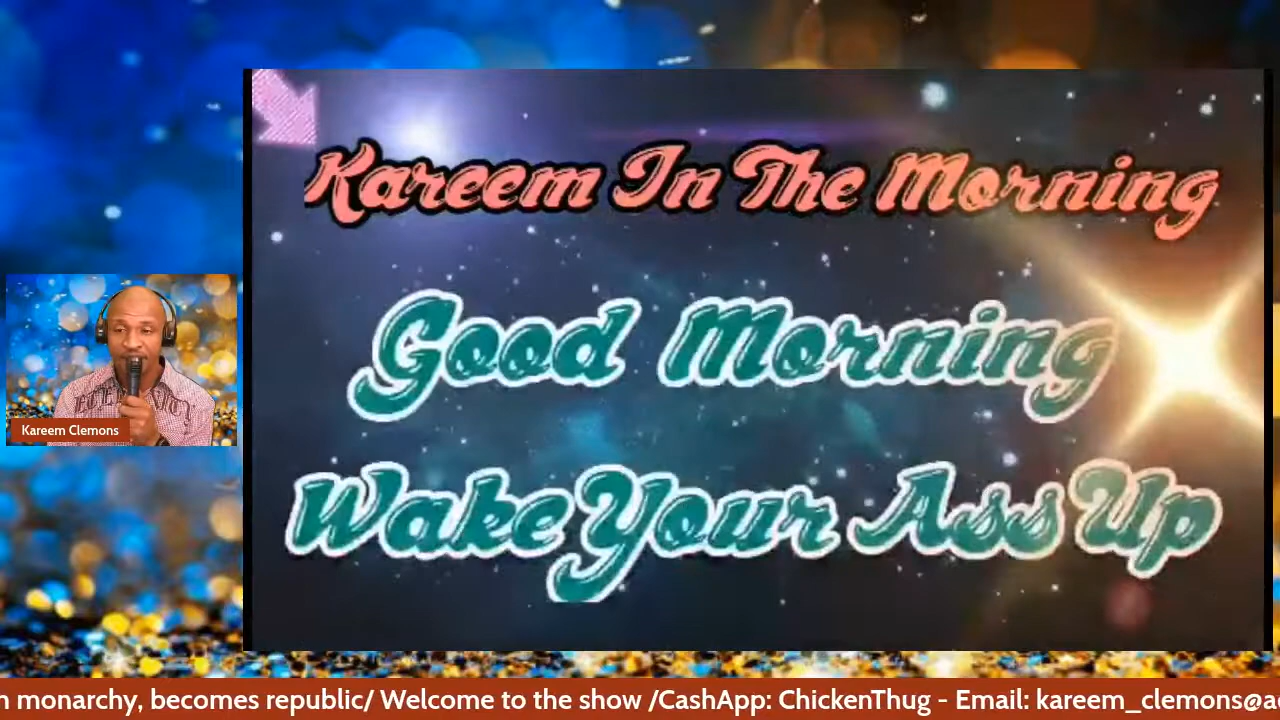 Kareem In The Morning
Good Morning
Wake Your Ass Up
Kareem Clemons
monarchy, becomes republic/ Welcome to the show /CashApp: ChickenThug - Email: